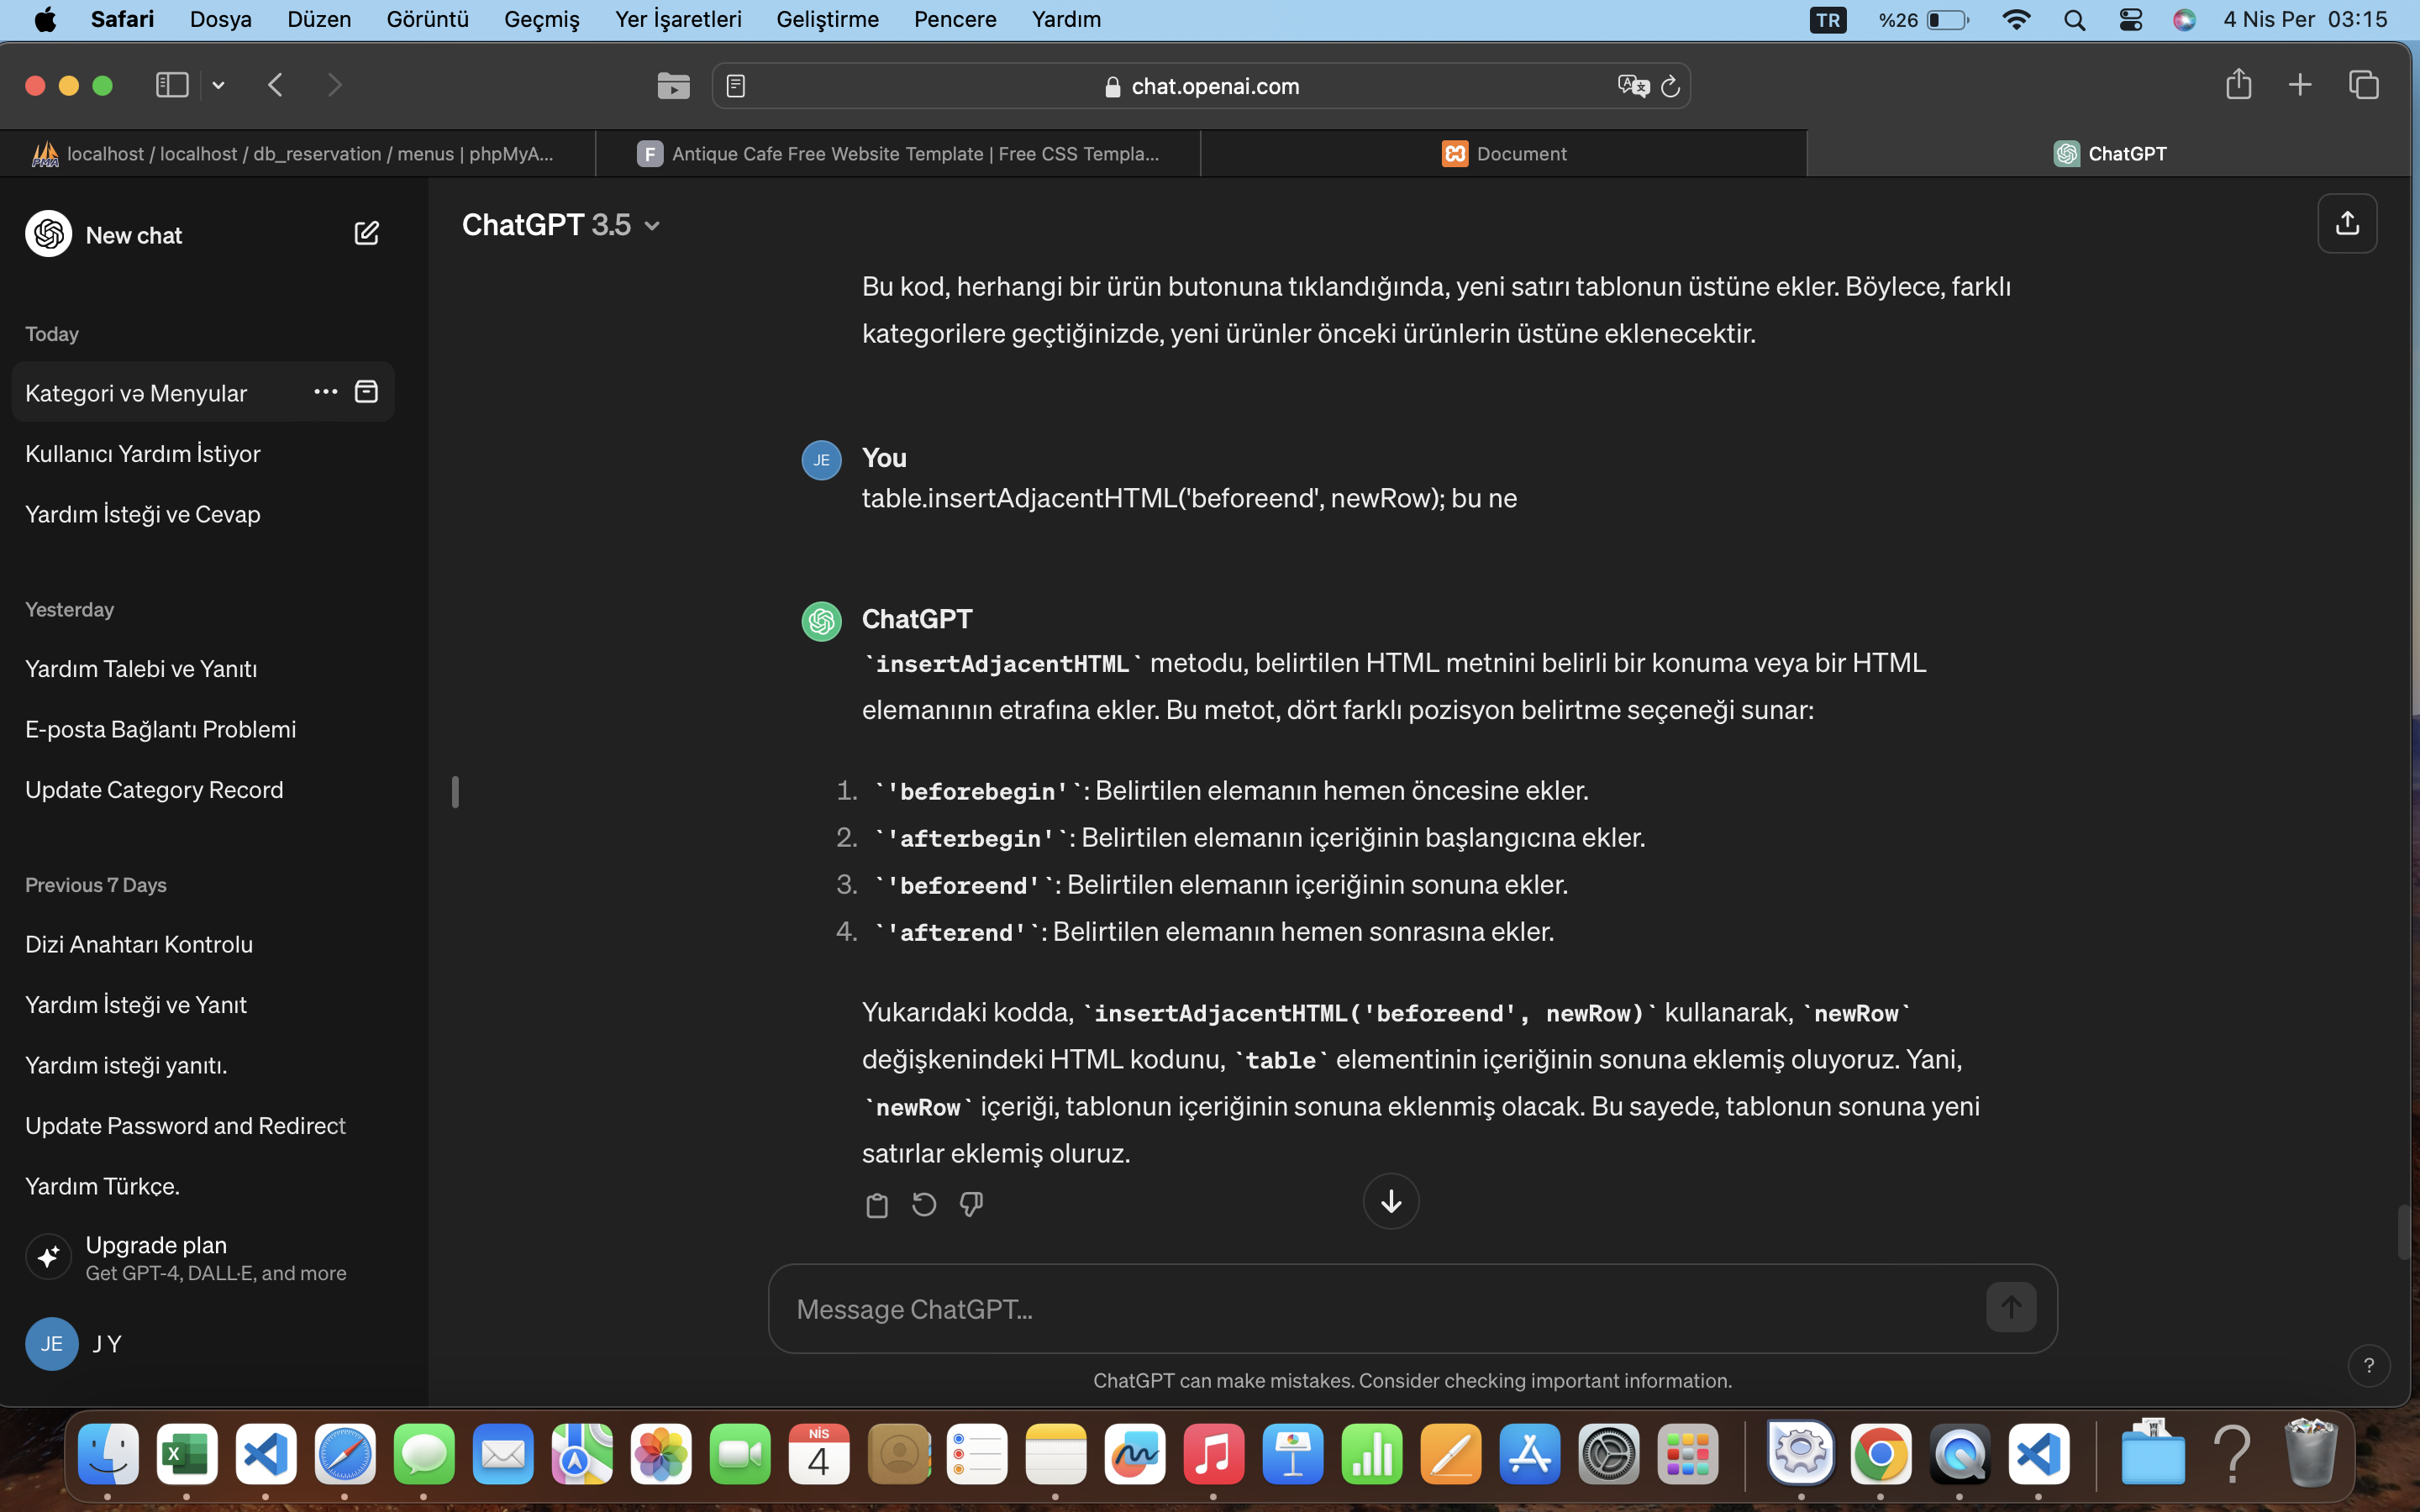 Safari Dosya Düzen Görüntü Geçmiş Yer İşaretleri Geliştirme Pencere Yardım TR %26 4 Nis Per 03:15
chat.openai.com
localhost / localhost / db_reservation / menus | phpMyA... F Antique Cafe Free Website Template | Free CSS Templa... Document ChatGPT
New chat
Today
Kategori və Menyular
Kullanıcı Yardım İstiyor
Yardım İsteği ve Cevap
Yesterday
Yardım Talebi ve Yanıtı
E-posta Bağlantı Problemi
Update Category Record
Previous 7 Days
Dizi Anahtarı Kontrolu
Yardım İsteği ve Yanıt
Yardım isteği yanıtı.
Update Password and Redirect
Yardım Türkçe.
Upgrade plan
Get GPT-4, DALL·E, and more
JE J Y
ChatGPT 3.5
Bu kod, herhangi bir ürün butonuna tıklandığında, yeni satırı tablonun üstüne ekler. Böylece, farklı
kategorilere geçtiğinizde, yeni ürünler önceki ürünlerin üstüne eklenecektir.
JE You
table.insertAdjacentHTML('beforeend', newRow); bu ne
ChatGPT
`insertAdjacentHTML` metodu, belirtilen HTML metnini belirli bir konuma veya bir HTML
elemanının etrafına ekler. Bu metot, dört farklı pozisyon belirtme seçeneği sunar:
1. `'beforebegin'`: Belirtilen elemanın hemen öncesine ekler.
2. `'afterbegin'`: Belirtilen elemanın içeriğinin başlangıcına ekler.
3. `'beforeend'`: Belirtilen elemanın içeriğinin sonuna ekler.
4. `'afterend'`: Belirtilen elemanın hemen sonrasına ekler.
Yukarıdaki kodda, `insertAdjacentHTML('beforeend', newRow)` kullanarak, `newRow`
değişkenindeki HTML kodunu, `table` elementinin içeriğinin sonuna eklemiş oluyoruz. Yani,
`newRow` içeriği, tablonun içeriğinin sonuna eklenmiş olacak. Bu sayede, tablonun sonuna yeni
satırlar eklemiş oluruz.
Message ChatGPT...
ChatGPT can make mistakes. Consider checking important information.
?
NİS
4